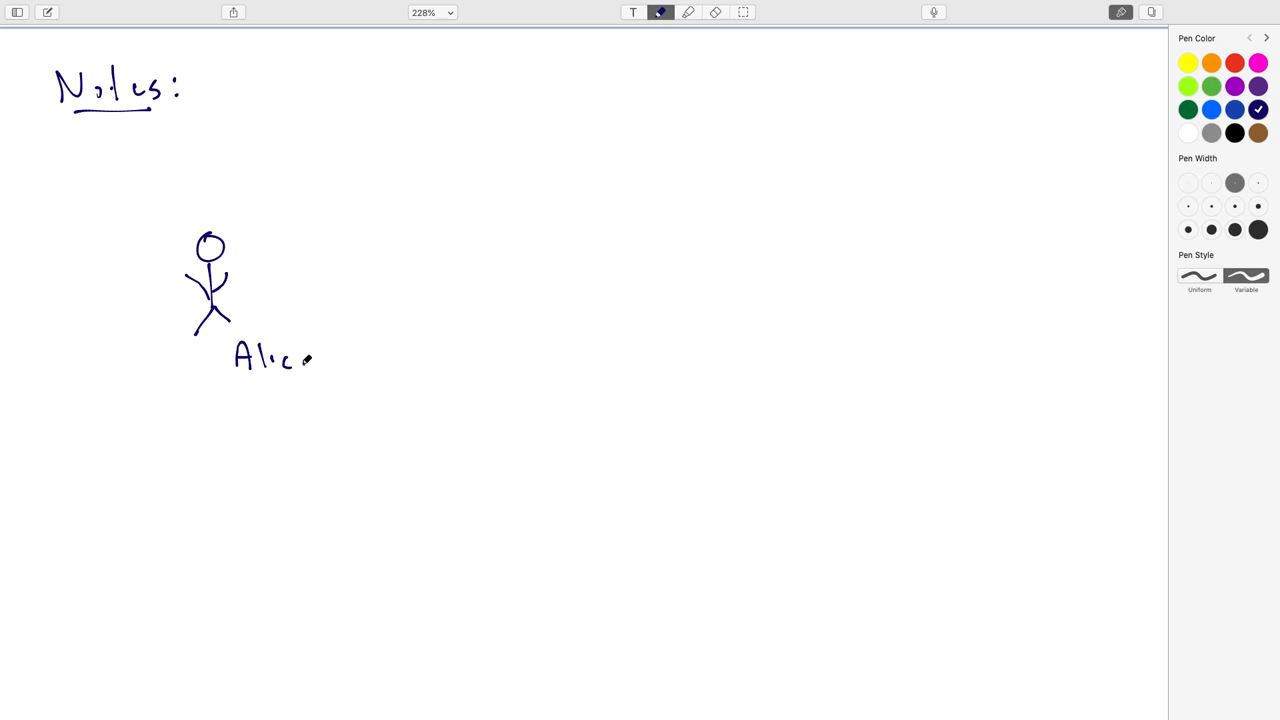 228%
T
Notes:
Alic
Pen Color
Pen Width
Pen Style
Uniform
Variable